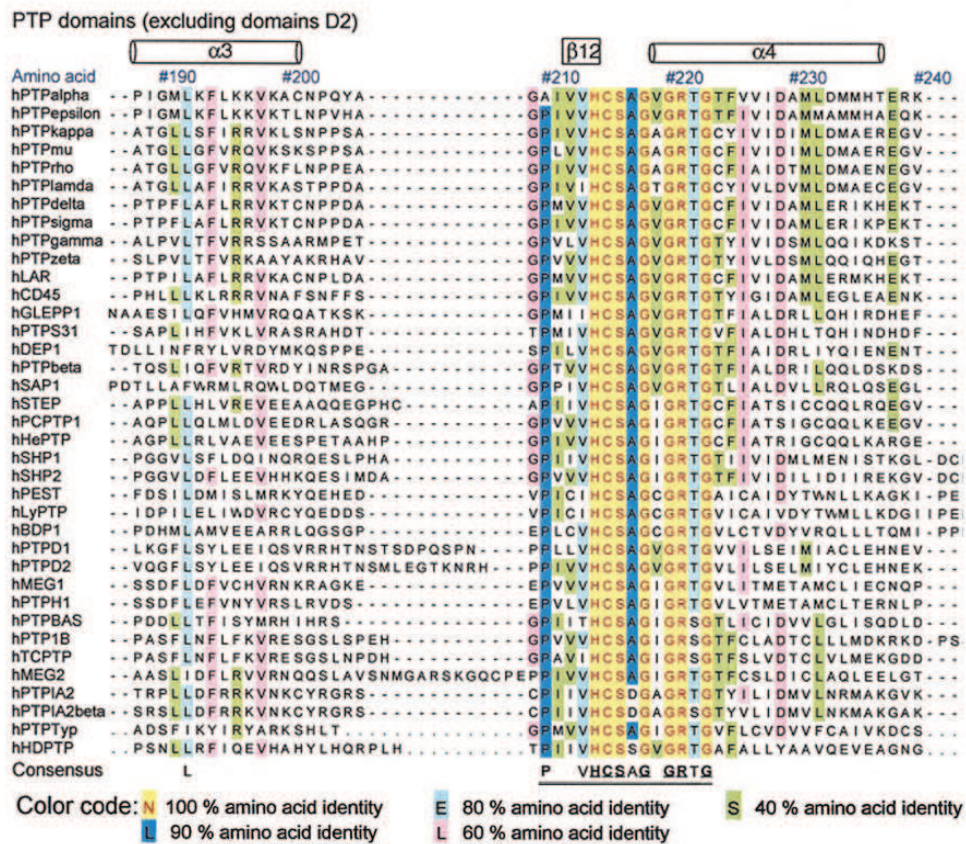 PTP domains (excluding domains D2)
α3 β12 α4
Amino acid #190 #200 #210 #220 #230 #240
hPTPalpha --PIGMLKFLKKVKACNPQYA-------------GAIVVHCSAGVGRTGTFVVIDAMLDMMHTERK---
hPTPepsilon --PIGMLKFLKKVKTLNPVHA-------------GPIVVHCSAGVGRTGTFIVIDAMMAMMHAEQK---
hPTPkappa --ATGLLSFIRRVKLSNPPSA-------------GPIVVHCSAGAGRTGCYIVIDIMLDMAEREGV---
hPTPmu --ATGLLGFVRQVKSKSPPSA-------------GPLVVHCSAGAGRTGCFIVIDIMLDMAEREGV---
hPTPrho --ATGLLGFVRQVKFLNPPEA-------------GPIVVHCSAGAGRTGCFIAIDTMLDMAENEGV---
hPTPlamda --ATGLLAFIRRVKASTPPDA-------------GPIVIHCSAGTGRTGCYIVLDVMLDMAECEGV---
hPTPdelta --TPFLAFLRRVKTCNPPDA-------------GPMVVHCSAGVGRTGCFIVIDAMLERIKHEKT---
hPTPsigma --TPFLAFLRRVKTCNPPDA-------------GPIVVHCSAGVGRTGCFIVIDAMLERIKPEKT---
hPTPgamma --ALPVLTFVRRSSAARMPET-------------GPVLVHCSAGVGRTGTYIVIDSMLQQIKDKST---
hPTPzeta --SLPVLTFVRKAAYAKRHAV-------------GPVVVHCSAGVGRTGTYIVLDSMLQQIQHEGT---
hLAR --PTPILAFLRRVKACNPLDA-------------GPMVVHCSAGVGRTGCFIVIDAMLERMKHEKT---
hCD45 --PHLLLKLRRRVNAFSNFFS-------------GPIVVHCSAGVGRTGTYIGIDAMLEGLEAENK---
hGLEPP1 NAAESILQFVHMVRQQATKSK-------------GPMIIHCSAGVGRTGTFIALDRLLQHIRDHEF---
hPTPS31 --SAPLIHFVKLVRASRAHDT-------------TPMIVHCSAGVGRTGVFIALDHLTQHINDHDF---
hDEP1 TDLLINFRYLVRDYMKQSPPE-------------SPILVHCSAGVGRTGTFIAIDRLIYQIENENT---
hPTPbeta --TQSLIQFVRTVRDYINRSPGA-----------GPTVVHCSAGVGRTGTFIALDRILQQLDSKDS---
hSAP1 PDTLLAFWRMLRQWLDQTMEG-------------GPPIVHCSAGVGRTGTLIALDVLLRQLQSEGL---
hSTEP --APPLLHLVREVEEAAQQEGPHC----------APIIVHCSAGIGRTGCFIATSICCQQLRQEGV---
hPCPTP1 --AQPLLQLMLDVEEDRLASQGR-----------GPVVVHCSAGIGRTGCFIATSIGCQQLKEEGV---
hHePTP --AGPLLRLVAEVEESPETAAHP-----------GPIVVHCSAGIGRTGCFIATRIGCQQLKARGE---
hSHP1 --PGGVLSFLDQINQRQESLPHA-----------GPIIVHCSAGIGRTGTIIVIDMLMENISTKGL-DC
hSHP2 --PGGVLDFLEEVHHKQESIMDA-----------GPVVVHCSAGIGRTGTFIVIDILIDIIREKGV-DC
hPEST --FDSILDMISLMRKYQEHED-------------VPICIHCSAGCGRTGAICAIDYTWNLLKAGKI-PE
hLyPTP --IDPILELIWDVRCYQEDDS-------------VPICIHCSAGCGRTGVICAIVDYTWMLLKDGIIPE
hBDP1 --PDHMLAMVEEARRLQGSGP-------------EPLCVHCSAGCGRTGVLCTVDYVRQLLLTQMI-PP
hPTPD1 --LKGFLSYLEEIQSVRRHTNSTSDPQSPN----PPLLVHCSAGVGRTGVVILSEIMIACLEHNEV---
hPTPD2 --VQGFLSYLEEIQSVRRHTNSMLEGTKNRH---PPIVVHCSAGVGRTGVVILSELMIYCLEHNEV---
hMEG1 --SSDFLDFVCHVRNKRAGKE-------------EPVVVHCSAGIGRTGVLITMETAMCLIECNQP---
hPTPH1 --SSDFLEFVNYVRSLRVDS--------------EPVLVHCSAGIGRTGVLVTMETAMCLTERNLP---
hPTPBAS --PDDLLTFISYMRHIHRS---------------GPIITHCSAGIGRSGTLICIDVVLGLISQDLD---
hPTP1B --PASFLNFLFKVRESGSLSPEH-----------GPVVVHCSAGIGRSGTFCLADTCLLLMDKRKD-PS
hTCPTP --PASFLNFLFKVRESGSLNPDH-----------GPAVIHCSAGIGRSGTFSLVDTCLVLMEKGDD---
hMEG2 --AASLIDFLRVVRNQQSLAVSNMGARSKGQCPEPPIVVHCSAGIGRTGTFCSLDICLAQLEELGT---
hPTPIA2 --TRPLLDFRRKVNKCYRGRS-------------CPIIVHCSDGAGRTGTYILIDMVLNRMAKGVK---
hPTPIA2beta --SRSLLDFRRKVNKCYRGRS-------------CPIIVHCSDGAGRSGTYVLIDMVLNKMAKGAK---
hPTPTyp --ADSFIKYIRYARKSHLT---------------GPMVVHCSAGIGRTGVFLCVDVVFCAIVKDCS---
hHDPTP --PSNLLRFIQEVHAHYLHQRPLH----------TPIIVHCSSGVGRTGAFALLYAAVQEVEAGNG---
Consensus L P VHCSAG GRTG
Color code: N 100 % amino acid identity E 80 % amino acid identity S 40 % amino acid identity
L 90 % amino acid identity L 60 % amino acid identity